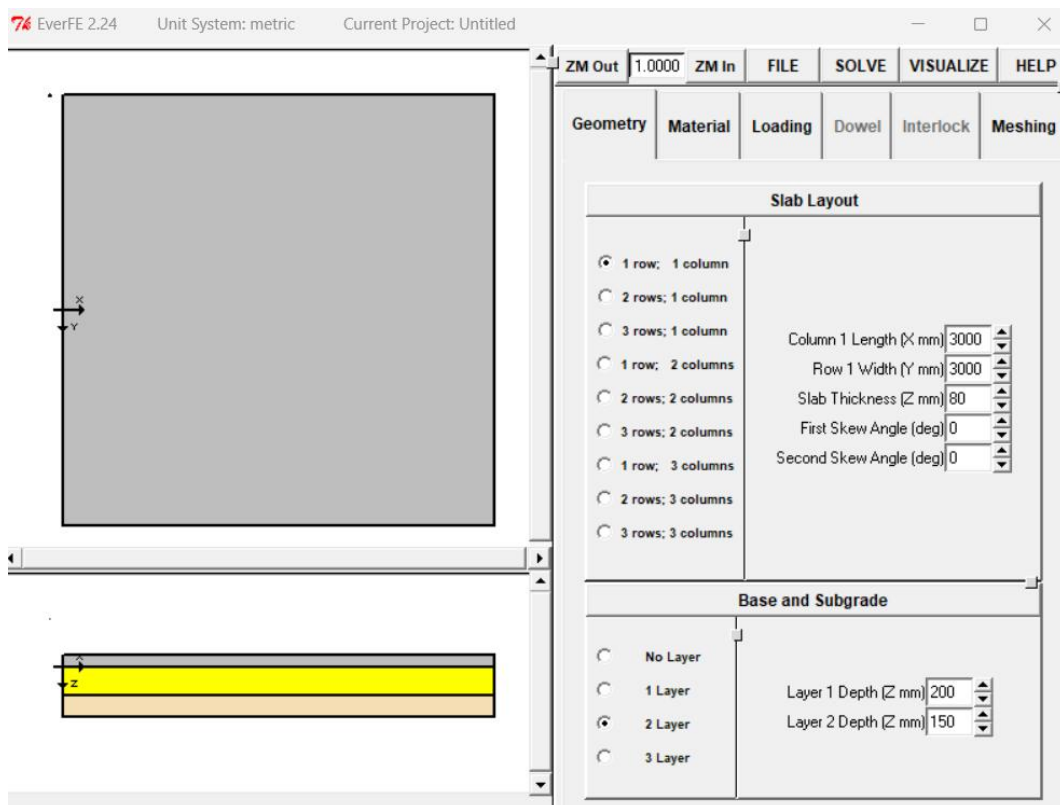 EverFE 2.24 Unit System: metric Current Project: Untitled
ZM Out 1.0000 ZM In FILE SOLVE VISUALIZE HELP
Geometry Material Loading Dowel Interlock Meshing
Slab Layout
1 row; 1 column
2 rows; 1 column
3 rows; 1 column
1 row; 2 columns
2 rows; 2 columns
3 rows; 2 columns
1 row; 3 columns
2 rows; 3 columns
3 rows; 3 columns
Column 1 Length (X mm) 3000
Row 1 Width (Y mm) 3000
Slab Thickness (Z mm) 80
First Skew Angle (deg) 0
Second Skew Angle (deg) 0
X
Y
Base and Subgrade
No Layer
1 Layer
2 Layer
3 Layer
Layer 1 Depth (Z mm) 200
Layer 2 Depth (Z mm) 150
X
Z